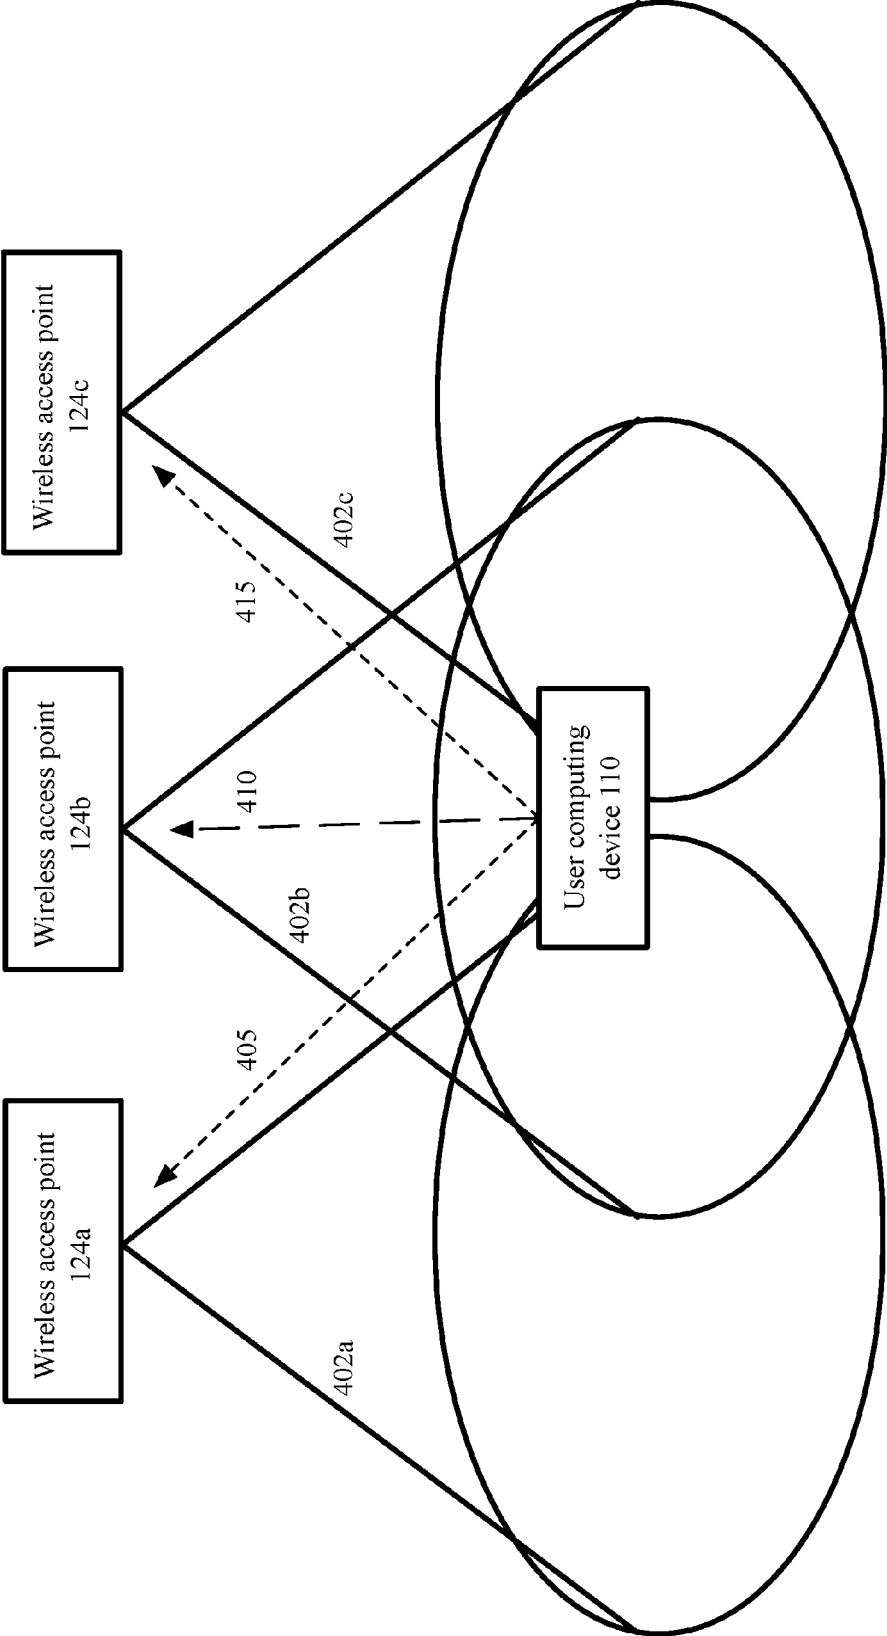 Wireless access point
124a
Wireless access point
124b
Wireless access point
124c
405
410
415
402a
402b
402c
User computing
device 110